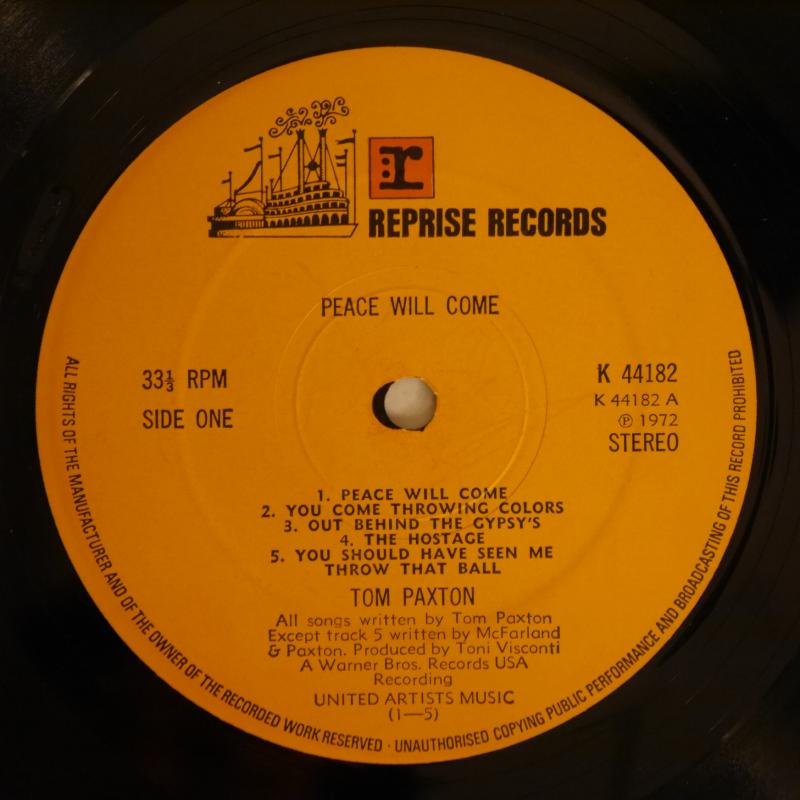 r
REPRISE RECORDS
PEACE WILL COME
33⅓ RPM
SIDE ONE
K 44182
K 44182 A
℗ 1972
STEREO
1. PEACE WILL COME
2. YOU COME THROWING COLORS
3. OUT BEHIND THE GYPSY'S
4. THE HOSTAGE
5. YOU SHOULD HAVE SEEN ME
THROW THAT BALL
TOM PAXTON
All songs written by Tom Paxton
Except track 5 written by McFarland
& Paxton. Produced by Toni Visconti
A Warner Bros. Records USA
Recording
UNITED ARTISTS MUSIC
(1—5)
ALL RIGHTS OF THE MANUFACTURER AND OF THE OWNER OF THE RECORDED WORK RESERVED · UNAUTHORISED COPYING PUBLIC PERFORMANCE AND BROADCASTING OF THIS RECORD PROHIBITED